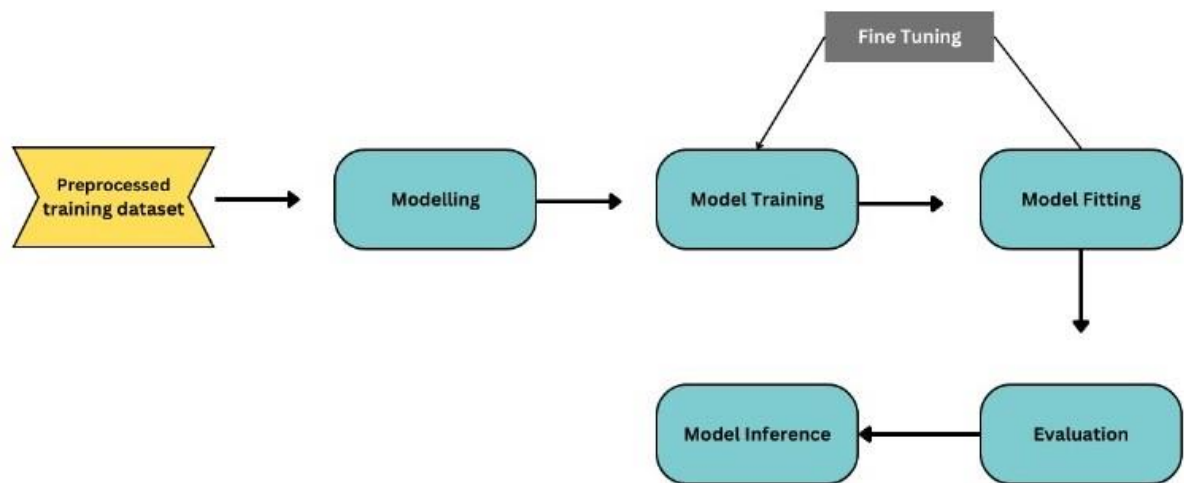 Fine Tuning
Preprocessed
training dataset
Modelling
Model Training
Model Fitting
Model Inference
Evaluation